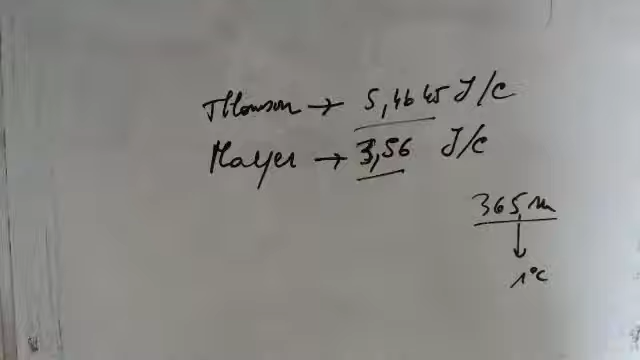 Thomson → 5,4645 J/C
Mayer → 3,56 J/C
365 m
↓
1°C